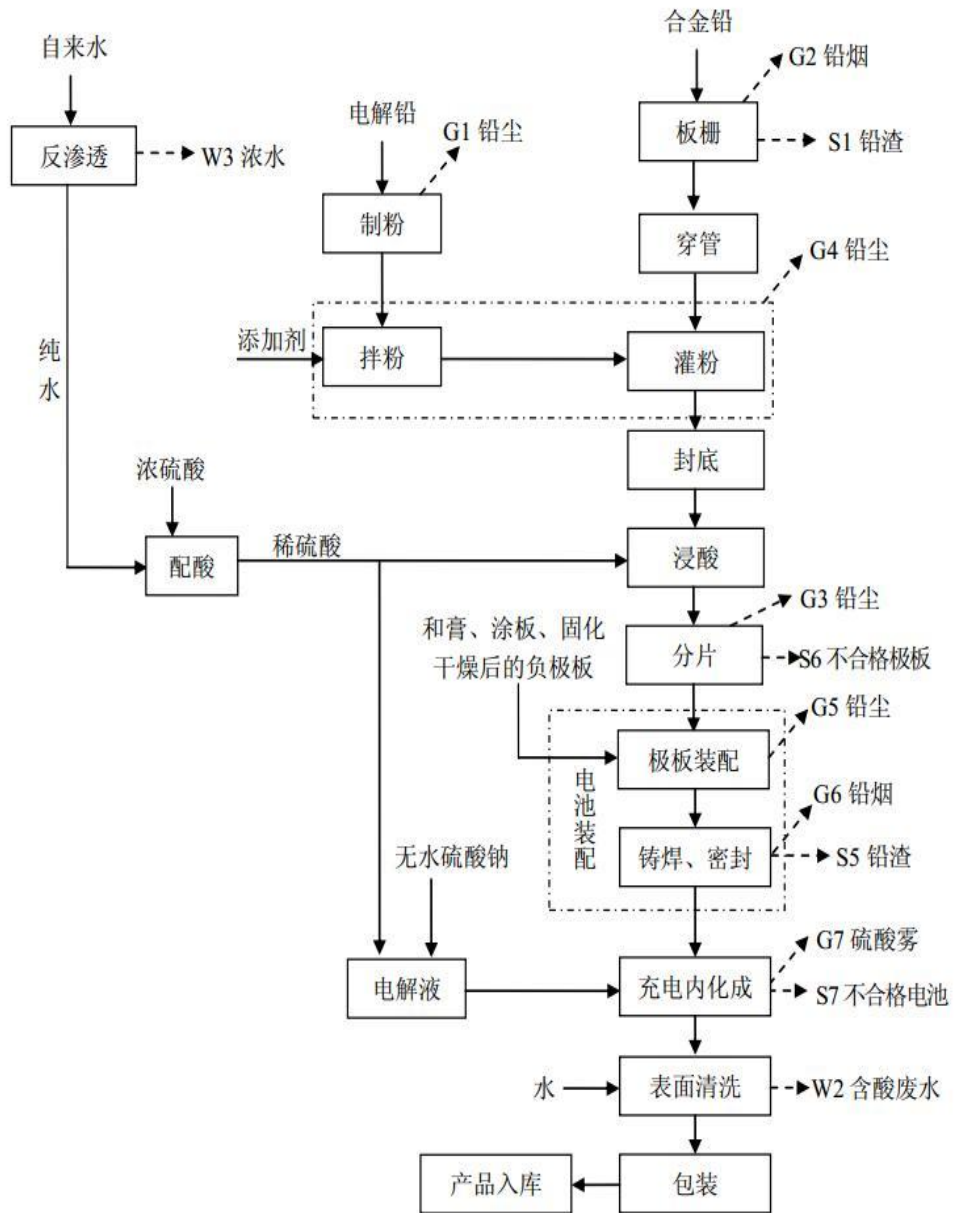 合金铅
自来水
G2 铅烟
电解铅
G1 铅尘
板栅
反渗透
W3 浓水
S1 铅渣
制粉
穿管
G4 铅尘
添加剂
拌粉
灌粉
纯水
封底
浓硫酸
配酸
稀硫酸
浸酸
G3 铅尘
和膏、涂板、固化
干燥后的负极板
分片
S6 不合格极板
G5 铅尘
极板装配
电池装配
G6 铅烟
铸焊、密封
S5 铅渣
无水硫酸钠
G7 硫酸雾
电解液
充电内化成
S7 不合格电池
水
表面清洗
W2 含酸废水
产品入库
包装